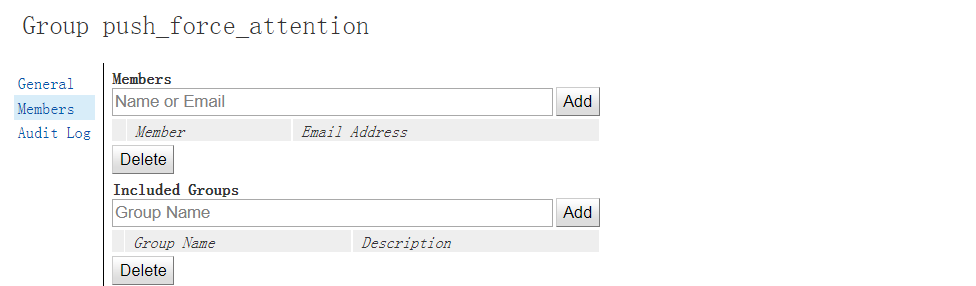 Group push_force_attention
General
Members
Audit Log
Members
Name or Email
Add
Member Email Address
Delete
Included Groups
Group Name
Add
Group Name Description
Delete